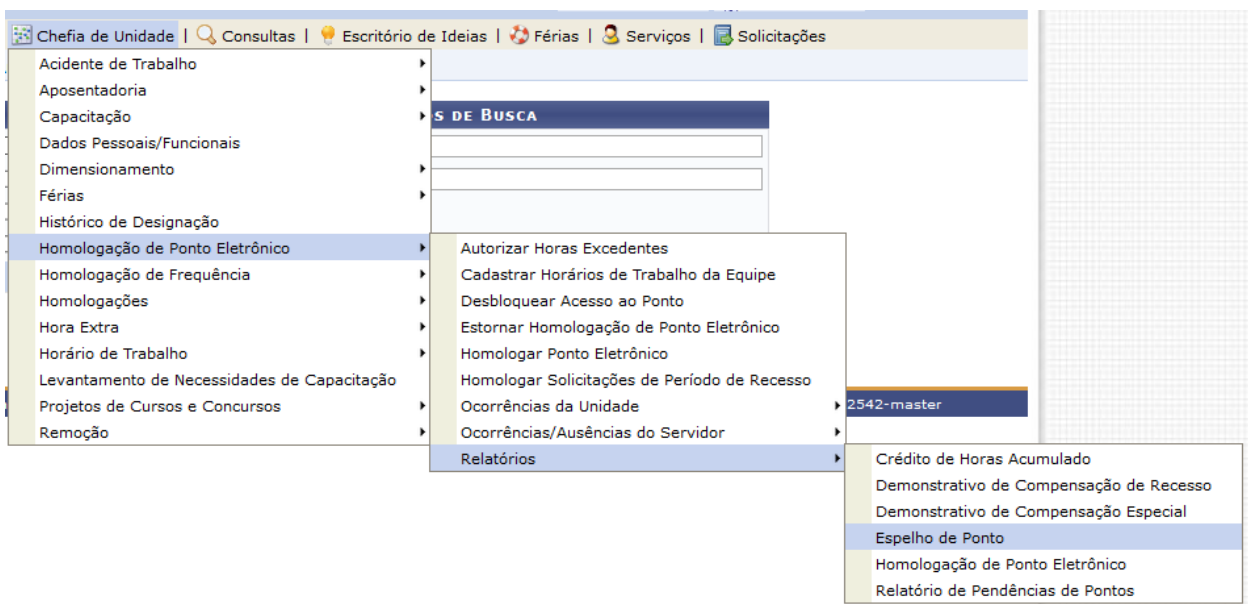 Chefia de Unidade | Consultas | Escritório de Ideias | Férias | Serviços | Solicitações
Acidente de Trabalho
Aposentadoria
Capacitação
Dados Pessoais/Funcionais
Dimensionamento
Férias
Histórico de Designação
Homologação de Ponto Eletrônico
Homologação de Frequência
Homologações
Hora Extra
Horário de Trabalho
Levantamento de Necessidades de Capacitação
Projetos de Cursos e Concursos
Remoção
s de Busca
Autorizar Horas Excedentes
Cadastrar Horários de Trabalho da Equipe
Desbloquear Acesso ao Ponto
Estornar Homologação de Ponto Eletrônico
Homologar Ponto Eletrônico
Homologar Solicitações de Período de Recesso
Ocorrências da Unidade
Ocorrências/Ausências do Servidor
Relatórios
2542-master
Crédito de Horas Acumulado
Demonstrativo de Compensação de Recesso
Demonstrativo de Compensação Especial
Espelho de Ponto
Homologação de Ponto Eletrônico
Relatório de Pendências de Pontos